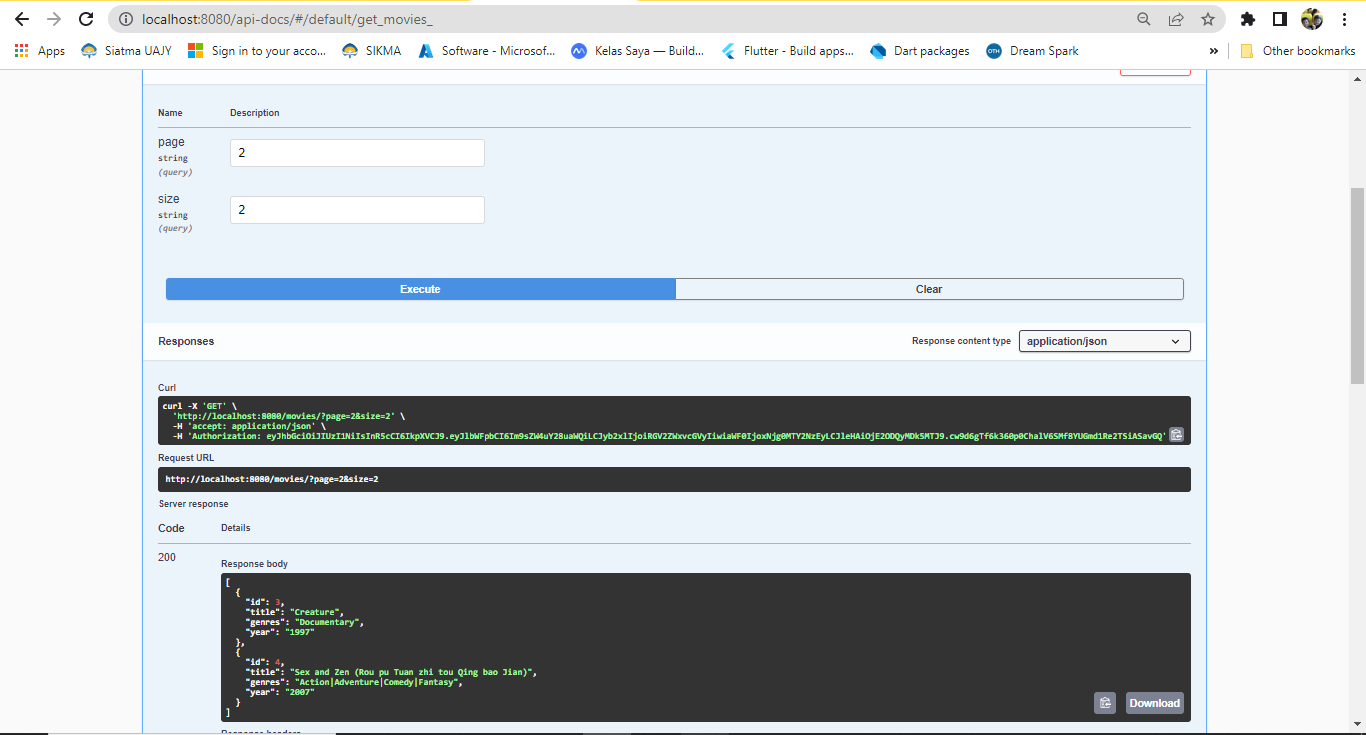 localhost:8080/api-docs/#/default/get_movies_
Apps
Siatma UAJY
Sign in to your acco...
SIKMA
Software - Microsof...
Kelas Saya — Build...
Flutter - Build apps...
Dart packages
OTH
Dream Spark
»
Other bookmarks
Name Description
page
string
(query)
2
size
string
(query)
2
Execute Clear
Responses Response content type application/json
Curl
curl -X 'GET' \
'http://localhost:8080/movies/?page=2&size=2' \
-H 'accept: application/json' \
-H 'Authorization:
Request URL
http://localhost:8080/movies/?page=2&size=2
Server response
Code Details
200
Response body
[
{
"id": 3,
"title": "Creature",
"genres": "Documentary",
"year": "1997"
},
{
"id": 4,
"title": "Sex and Zen (Rou pu Tuan zhi tou Qing bao Jian)",
"genres": "Action|Adventure|Comedy|Fantasy",
"year": "2007"
}
]
Download
Response headers